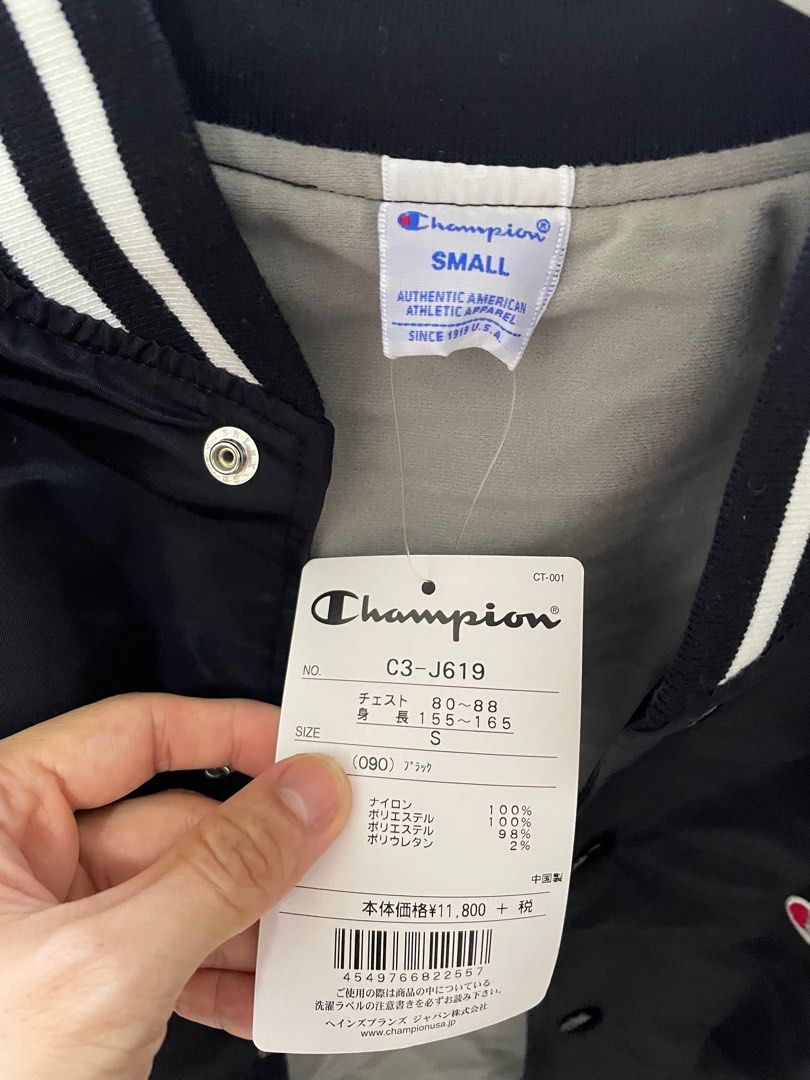 Champion®
SMALL
AUTHENTIC AMERICAN
ATHLETIC APPAREL
SINCE 1919 U.S.A.
CT-001
Champion®
NO. C3-J619
チェスト 80～88
身長 155～165
SIZE S
(090) ブラック
ナイロン 100%
ポリエステル 100%
ポリエステル 98%
ポリウレタン 2%
中国製
本体価格¥11,800 + 税
4549766822557
ご使用の際は商品の中についている
洗濯ラベルの注意書きを必ずお読み下さい。
ヘインズブランズ ジャパン株式会社
www.championusa.jp